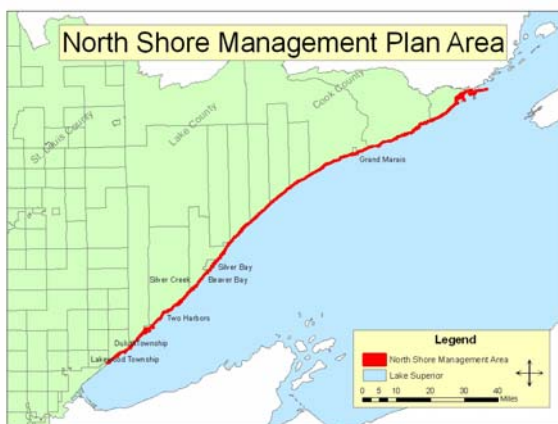 North Shore Management Plan Area
St. Louis County
Lake County
Cook County
Grand Marais
Silver Bay
Silver Creek
Beaver Bay
Two Harbors
Duluth Township
Lakewood Township
Legend
North Shore Management Area
Lake Superior
0 5 10 20 30 40
Miles